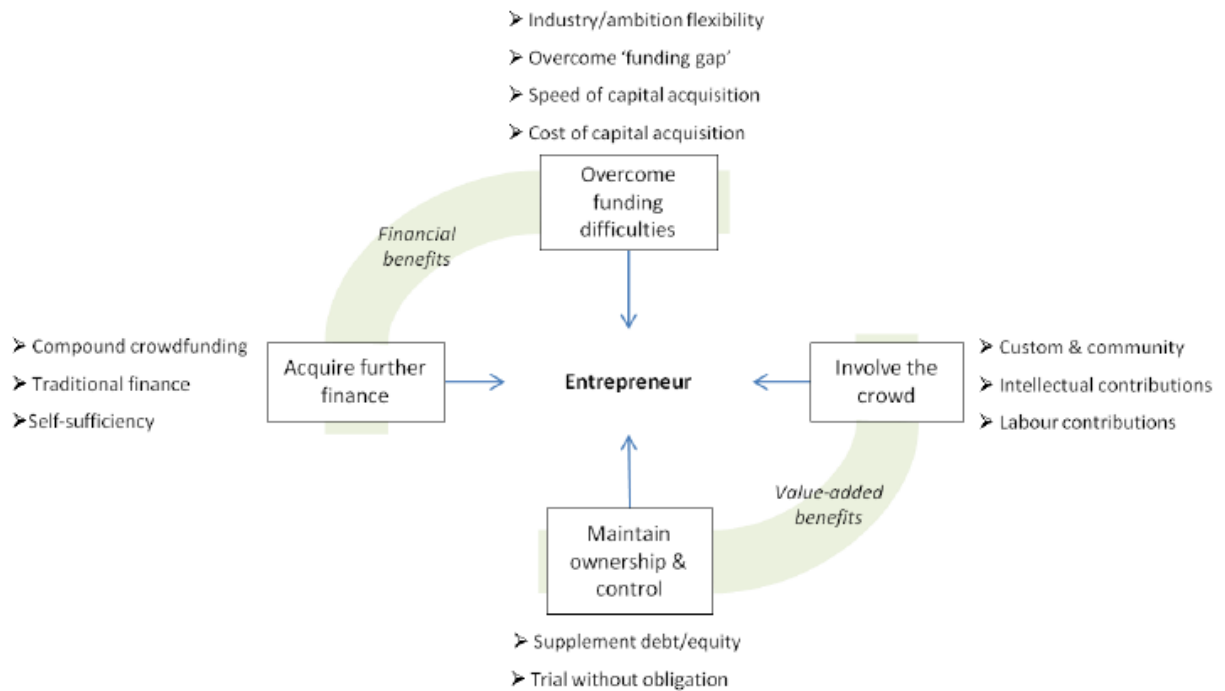 ➢ Industry/ambition flexibility
➢ Overcome ‘funding gap’
➢ Speed of capital acquisition
➢ Cost of capital acquisition
Overcome
funding
difficulties
Financial
benefits
➢ Compound crowdfunding
➢ Traditional finance
➢Self-sufficiency
Acquire further
finance
Entrepreneur
Involve the
crowd
➢ Custom & community
➢ Intellectual contributions
➢ Labour contributions
Value-added
benefits
Maintain
ownership &
control
➢ Supplement debt/equity
➢ Trial without obligation